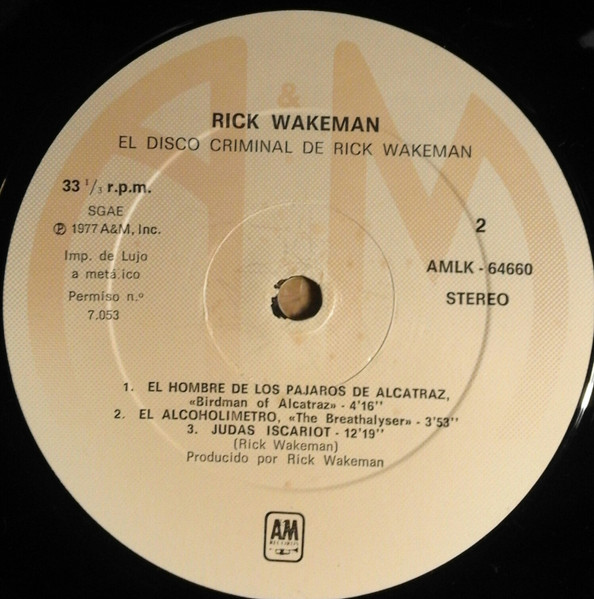 &
RICK WAKEMAN
EL DISCO CRIMINAL DE RICK WAKEMAN
33 1/3 r.p.m.
SGAE
Ⓟ 1977 A&M, Inc.
Imp. de Lujo
a metá.ico
Permiso n.º
7.053
2
AMLK - 64660
STEREO
1. EL HOMBRE DE LOS PAJAROS DE ALCATRAZ,
«Birdman of Alcatraz» - 4'16''
2. EL ALCOHOLIMETRO, «The Breathalyser» - 3'53''
3. JUDAS ISCARIOT - 12'19''
(Rick Wakeman)
Producido por Rick Wakeman
AM
RECORDS